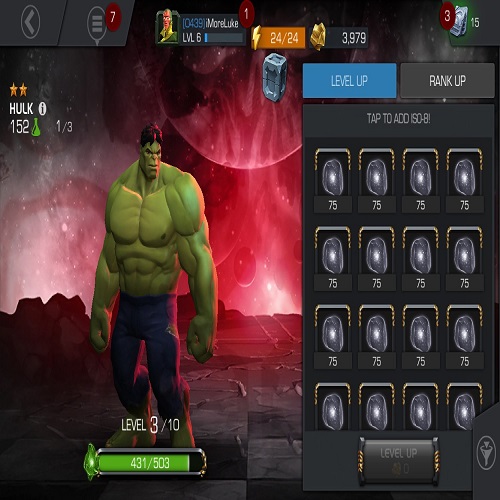 7
[O439] iMoreLuke
LVL 6
1
24/24
3,979
3
15
HULK
152
1/3
LEVEL UP
RANK UP
TAP TO ADD ISO-8!
75 75 75 75
75 75 75 75
75 75 75 75
LEVEL 3 /10
431/503
LEVEL UP
0